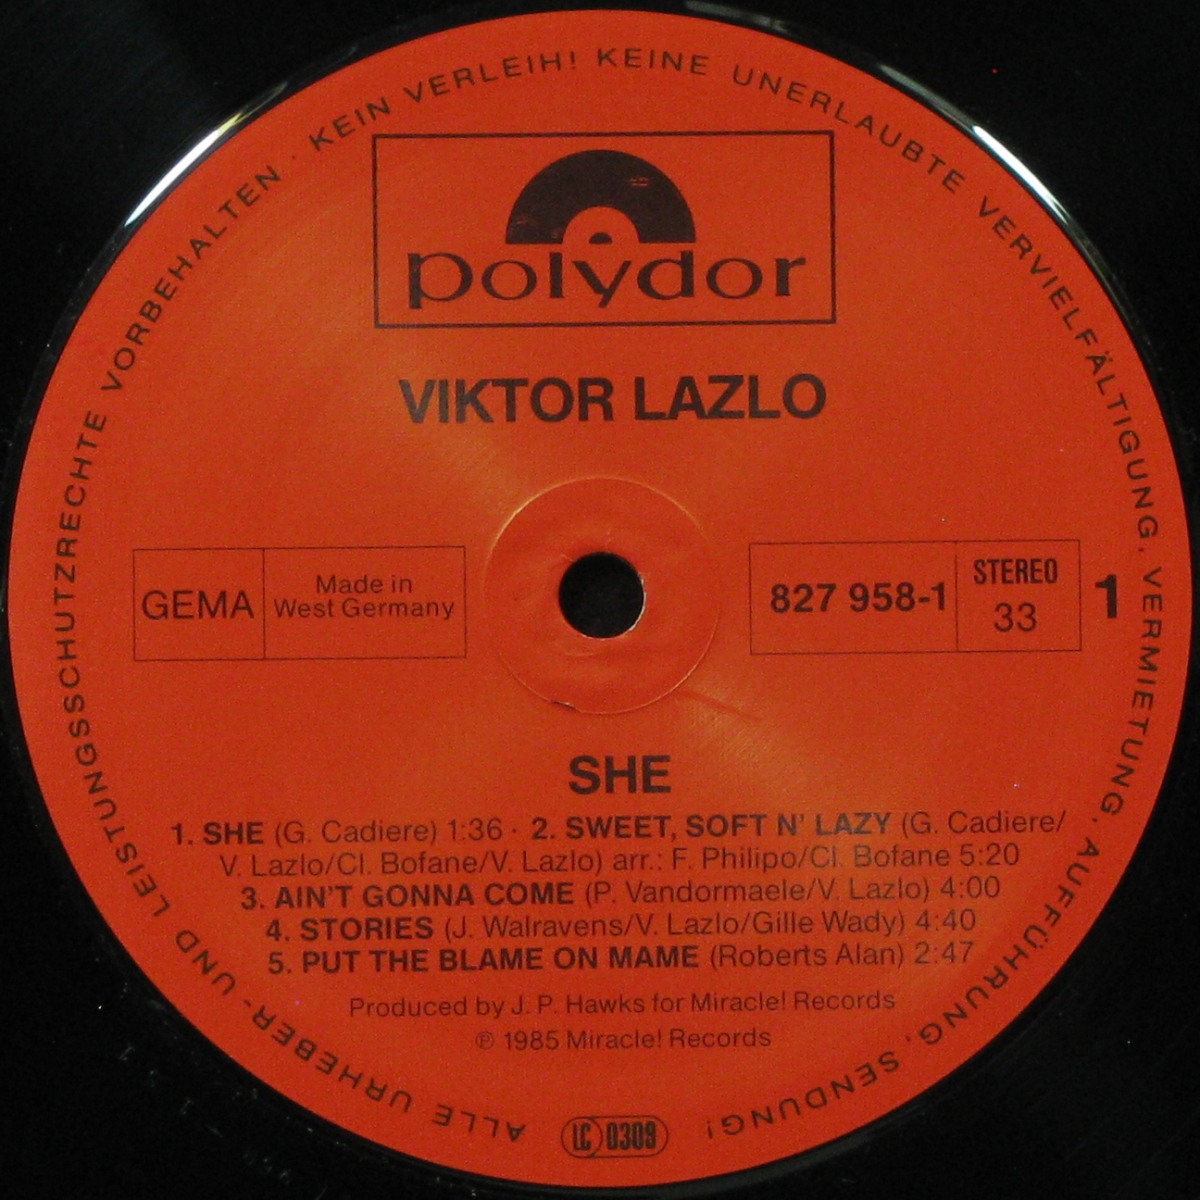 ALLE URHEBER- UND LEISTUNGSSCHUTZRECHTE VORBEHALTEN · KEIN VERLEIH! KEINE UNERLAUBTE VERVIELFÄLTIGUNG, VERMIETUNG, AUFFÜHRUNG, SENDUNG!
polydor
VIKTOR LAZLO
GEMA
Made in
West Germany
827 958-1
STEREO
33
1
SHE
1. SHE (G. Cadiere) 1:36 · 2. SWEET, SOFT N' LAZY (G. Cadiere/
V. Lazlo/Cl. Bofane/V. Lazlo) arr.: F. Philipo/Cl. Bofane 5:20
3. AIN'T GONNA COME (P. Vandormaele/V. Lazlo) 4:00
4. STORIES (J. Walravens/V. Lazlo/Gille Wady) 4:40
5. PUT THE BLAME ON MAME (Roberts Alan) 2:47
Produced by J. P. Hawks for Miracle! Records
℗ 1985 Miracle! Records
LC 0309